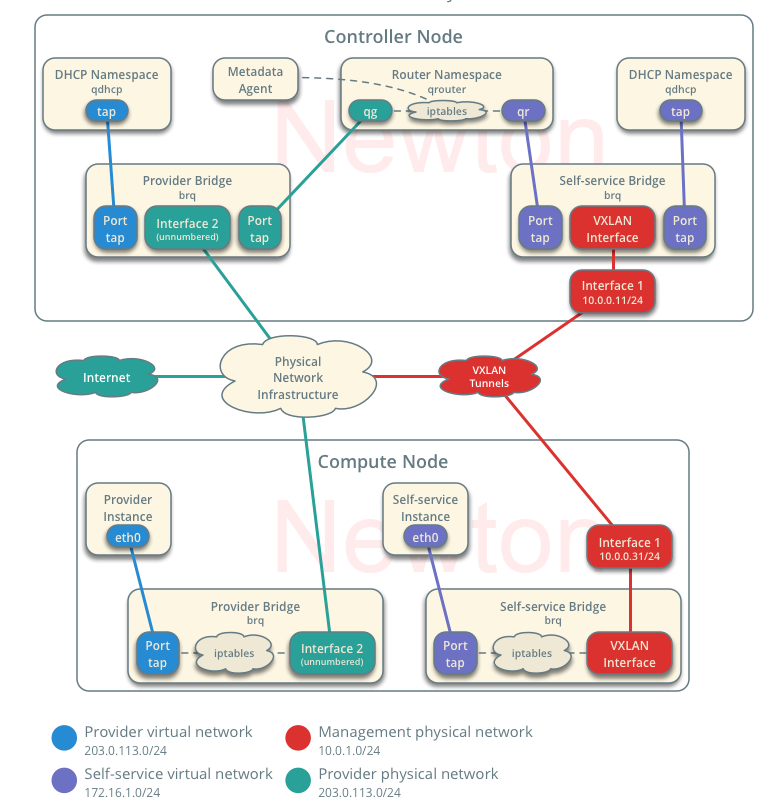 Controller Node
DHCP Namespace
qdhcp
tap
Metadata
Agent
Router Namespace
qrouter
qg
iptables
qr
DHCP Namespace
qdhcp
tap
Newton
Provider Bridge
brq
Port
tap
Interface 2
(unnumbered)
Port
tap
Self-service Bridge
brq
Port
tap
VXLAN
Interface
Port
tap
Interface 1
10.0.0.11/24
Internet
Physical
Network
Infrastructure
VXLAN
Tunnels
Compute Node
Provider
Instance
eth0
Self-service
Instance
eth0
Newton
Interface 1
10.0.0.31/24
Provider Bridge
brq
Port
tap
iptables
Interface 2
(unnumbered)
Self-service Bridge
brq
Port
tap
iptables
VXLAN
Interface
Provider virtual network
203.0.113.0/24
Management physical network
10.0.1.0/24
Self-service virtual network
172.16.1.0/24
Provider physical network
203.0.113.0/24